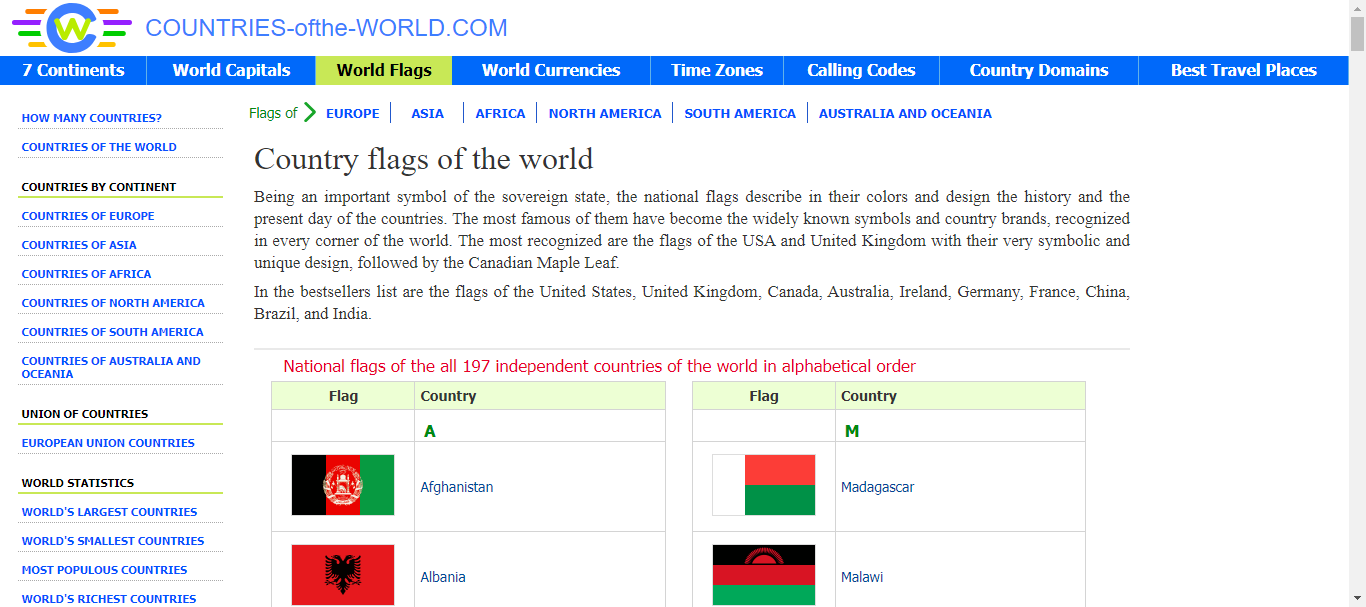 COUNTRIES-ofthe-WORLD.COM
7 Continents
World Capitals
World Flags
World Currencies
Time Zones
Calling Codes
Country Domains
Best Travel Places
HOW MANY COUNTRIES?
COUNTRIES OF THE WORLD
COUNTRIES BY CONTINENT
COUNTRIES OF EUROPE
COUNTRIES OF ASIA
COUNTRIES OF AFRICA
COUNTRIES OF NORTH AMERICA
COUNTRIES OF SOUTH AMERICA
COUNTRIES OF AUSTRALIA AND
OCEANIA
UNION OF COUNTRIES
EUROPEAN UNION COUNTRIES
WORLD STATISTICS
WORLD'S LARGEST COUNTRIES
WORLD'S SMALLEST COUNTRIES
MOST POPULOUS COUNTRIES
WORLD'S RICHEST COUNTRIES
Flags of
EUROPE
ASIA
AFRICA
NORTH AMERICA
SOUTH AMERICA
AUSTRALIA AND OCEANIA
Country flags of the world
Being an important symbol of the sovereign state, the national flags describe in their colors and design the history and the
present day of the countries. The most famous of them have become the widely known symbols and country brands, recognized
in every corner of the world. The most recognized are the flags of the USA and United Kingdom with their very symbolic and
unique design, followed by the Canadian Maple Leaf.
In the bestsellers list are the flags of the United States, United Kingdom, Canada, Australia, Ireland, Germany, France, China,
Brazil, and India.
National flags of the all 197 independent countries of the world in alphabetical order
Flag
Country
A
Afghanistan
Albania
Flag
Country
M
Madagascar
Malawi